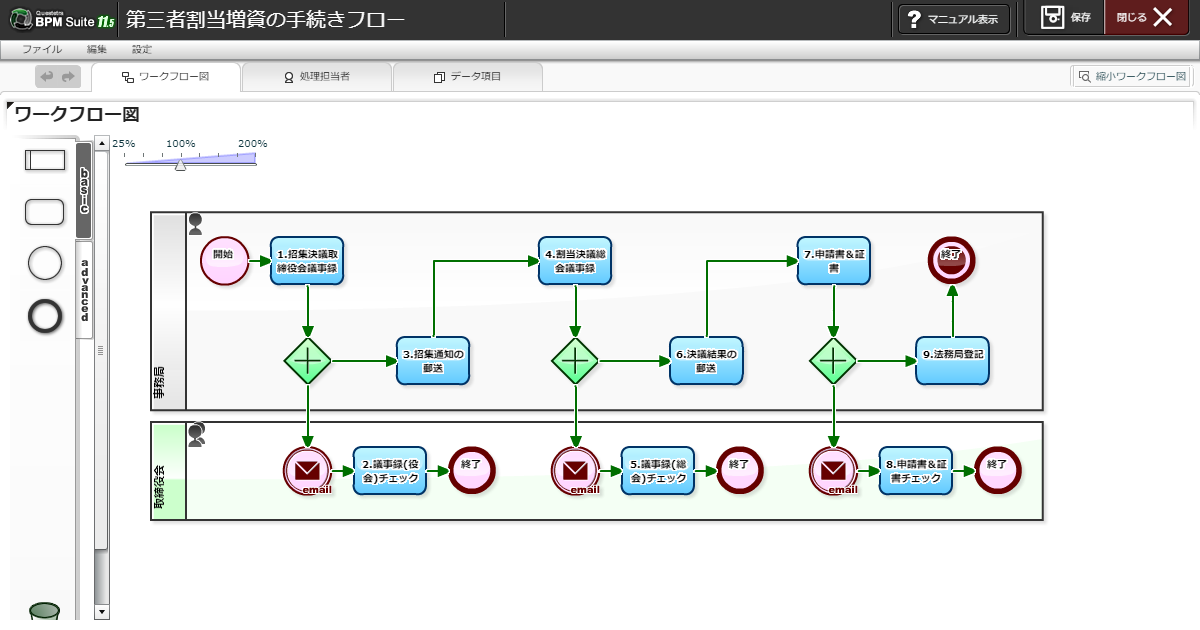 Questetra
BPM Suite 11.5
第三者割当増資の手続きフロー
? マニュアル表示
保存
閉じる
ファイル
編集
設定
ワークフロー図
処理担当者
データ項目
縮小ワークフロー図
ワークフロー図
25%
100%
200%
basic
advanced
事務局
開始
1.招集決議取
締役会議事録
4.割当決議総
会議事録
7.申請書&証
書
終了
3.招集通知の
郵送
6.決議結果の
郵送
9.法務局登記
取締役会
email
2.議事録(役
会)チェック
終了
email
5.議事録(総
会)チェック
終了
email
8.申請書&証
書チェック
終了